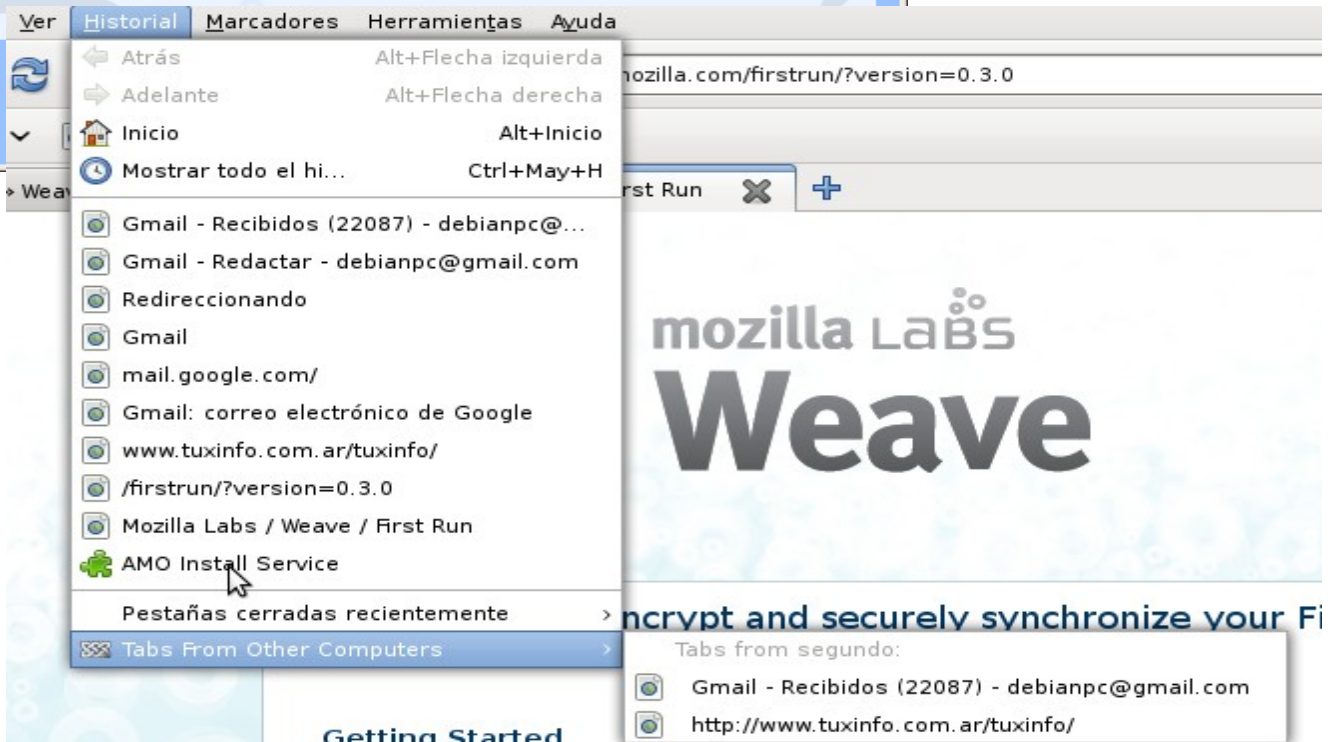 Ver Historial Marcadores Herramientas Ayuda
Atrás Alt+Flecha izquierda
ozilla.com/firstrun/?version=0.3.0
Adelante Alt+Flecha derecha
Inicio Alt+Inicio
Mostrar todo el hi... Ctrl+May+H
» Weav
rst Run
Gmail - Recibidos (22087) - debianpc@...
Gmail - Redactar - debianpc@gmail.com
Redireccionando
Gmail
mail.google.com/
Gmail: correo electrónico de Google
www.tuxinfo.com.ar/tuxinfo/
/firstrun/?version=0.3.0
Mozilla Labs / Weave / First Run
AMO Install Service
mozilla Labs
Weave
Pestañas cerradas recientemente
ncrypt and securely synchronize your Fi
Tabs From Other Computers
Tabs from segundo:
Gmail - Recibidos (22087) - debianpc@gmail.com
http://www.tuxinfo.com.ar/tuxinfo/
Getting Started